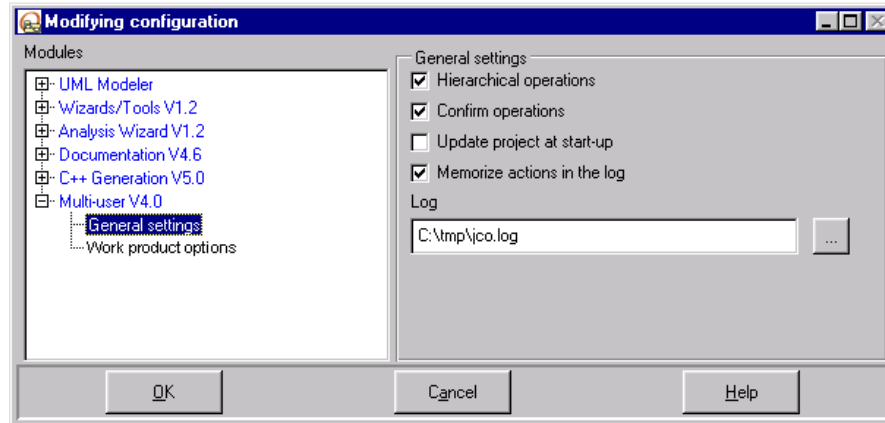 Modifying configuration
Modules
UML Modeler
Wizards/Tools V1.2
Analysis Wizard V1.2
Documentation V4.6
C++ Generation V5.0
Multi-user V4.0
General settings
Work product options
General settings
Hierarchical operations
Confirm operations
Update project at start-up
Memorize actions in the log
Log
C:\tmp\jco.log
...
OK
Cancel
Help